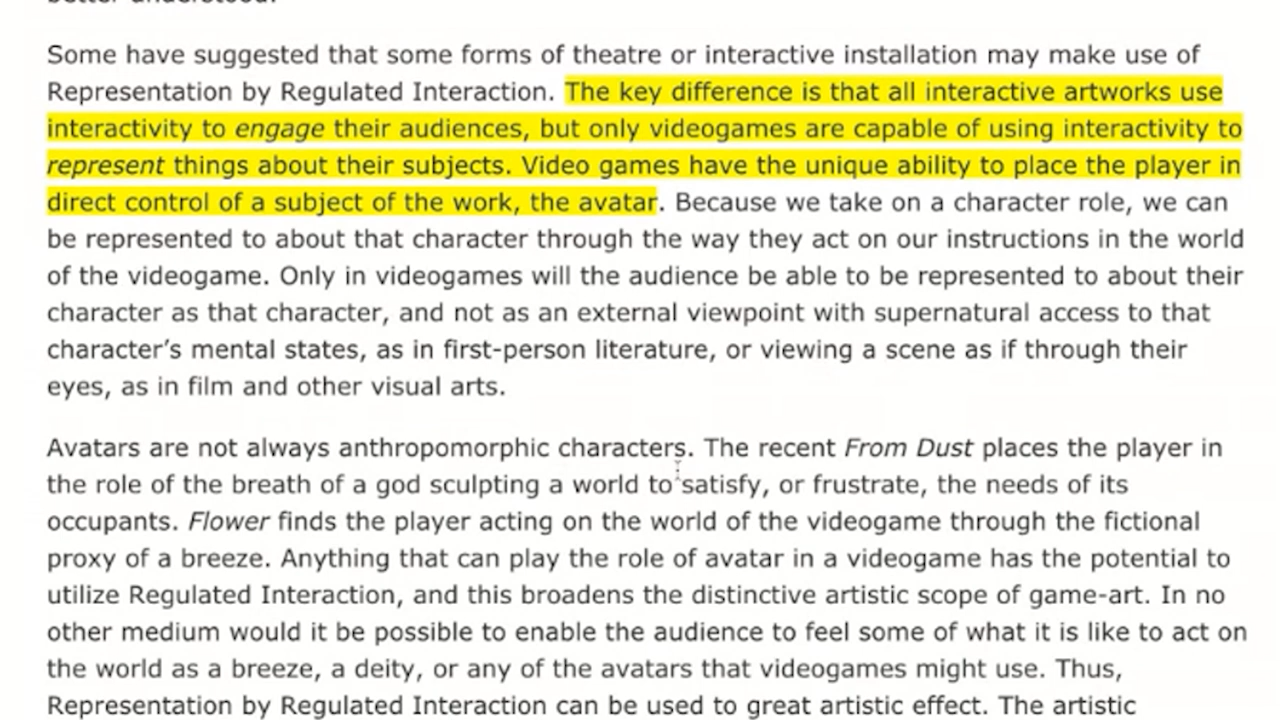 better understood.
Some have suggested that some forms of theatre or interactive installation may make use of
Representation by Regulated Interaction. The key difference is that all interactive artworks use
interactivity to engage their audiences, but only videogames are capable of using interactivity to
represent things about their subjects. Video games have the unique ability to place the player in
direct control of a subject of the work, the avatar. Because we take on a character role, we can
be represented to about that character through the way they act on our instructions in the world
of the videogame. Only in videogames will the audience be able to be represented to about their
character as that character, and not as an external viewpoint with supernatural access to that
character's mental states, as in first-person literature, or viewing a scene as if through their
eyes, as in film and other visual arts.
Avatars are not always anthropomorphic characters. The recent From Dust places the player in
the role of the breath of a god sculpting a world to satisfy, or frustrate, the needs of its
occupants. Flower finds the player acting on the world of the videogame through the fictional
proxy of a breeze. Anything that can play the role of avatar in a videogame has the potential to
utilize Regulated Interaction, and this broadens the distinctive artistic scope of game-art. In no
other medium would it be possible to enable the audience to feel some of what it is like to act on
the world as a breeze, a deity, or any of the avatars that videogames might use. Thus,
Representation by Regulated Interaction can be used to great artistic effect. The artistic